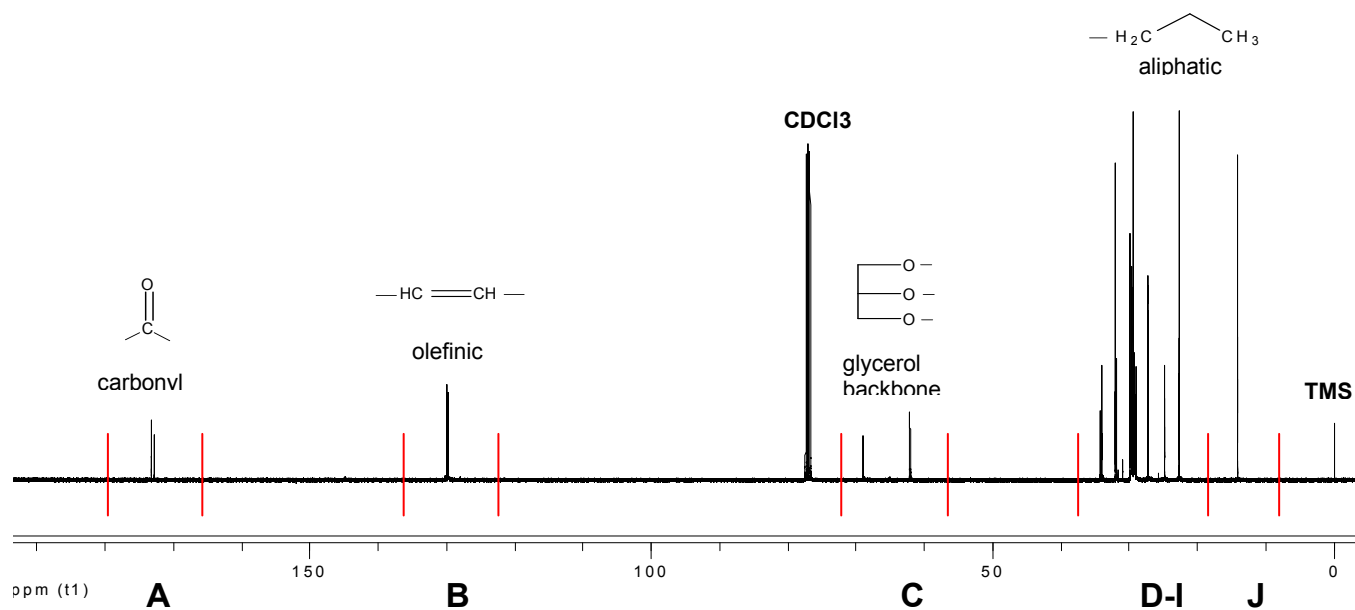 — H₂C CH₃
aliphatic
CDCl3
O
C
carbonyl
—HC CH —
olefinic
O —
O —
O —
glycerol
backbone
TMS
150 100 50 0
ppm (t1)
A B C D-I J